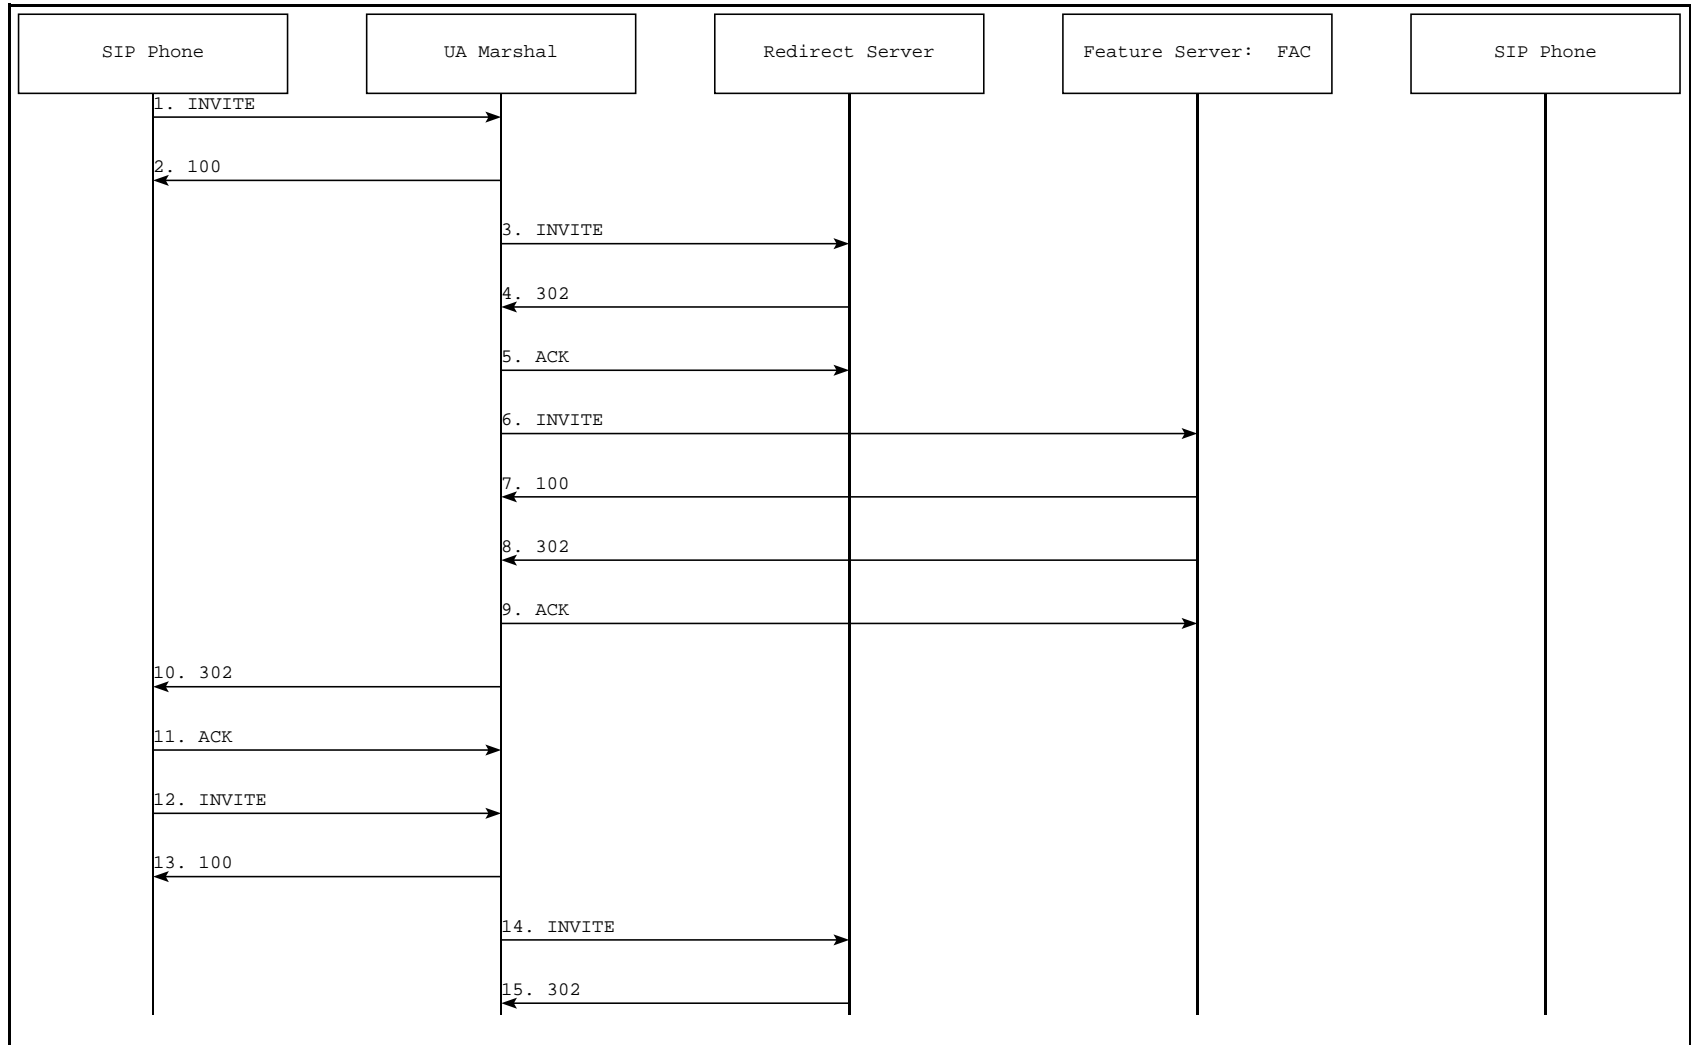 SIP Phone
UA Marshal
Redirect Server
Feature Server: FAC
SIP Phone
1. INVITE
2. 100
3. INVITE
4. 302
5. ACK
6. INVITE
7. 100
8. 302
9. ACK
10. 302
11. ACK
12. INVITE
13. 100
14. INVITE
15. 302